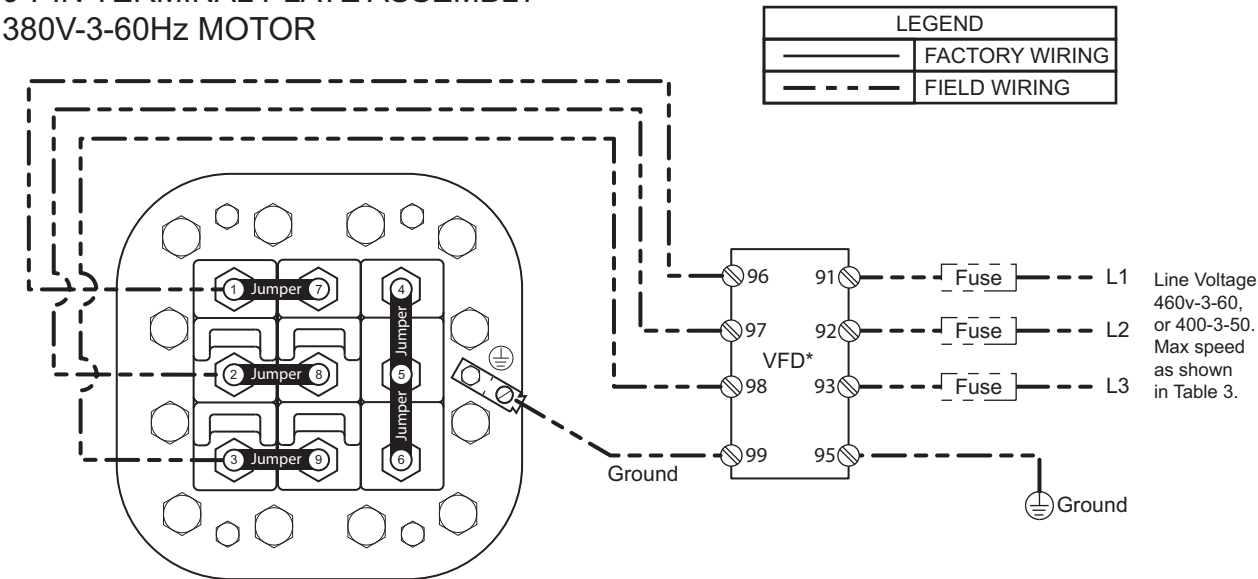 380V-3-60Hz MOTOR
LEGEND
FACTORY WIRING
FIELD WIRING
1 Jumper 7
4
Jumper
2 Jumper 8
5
Jumper
3 Jumper 9
6
Ground
96
97
98
99
VFD*
91
92
93
95
Fuse
L1
Fuse
L2
Fuse
L3
Line Voltage
460v-3-60,
or 400-3-50.
Max speed
as shown
in Table 3.
Ground